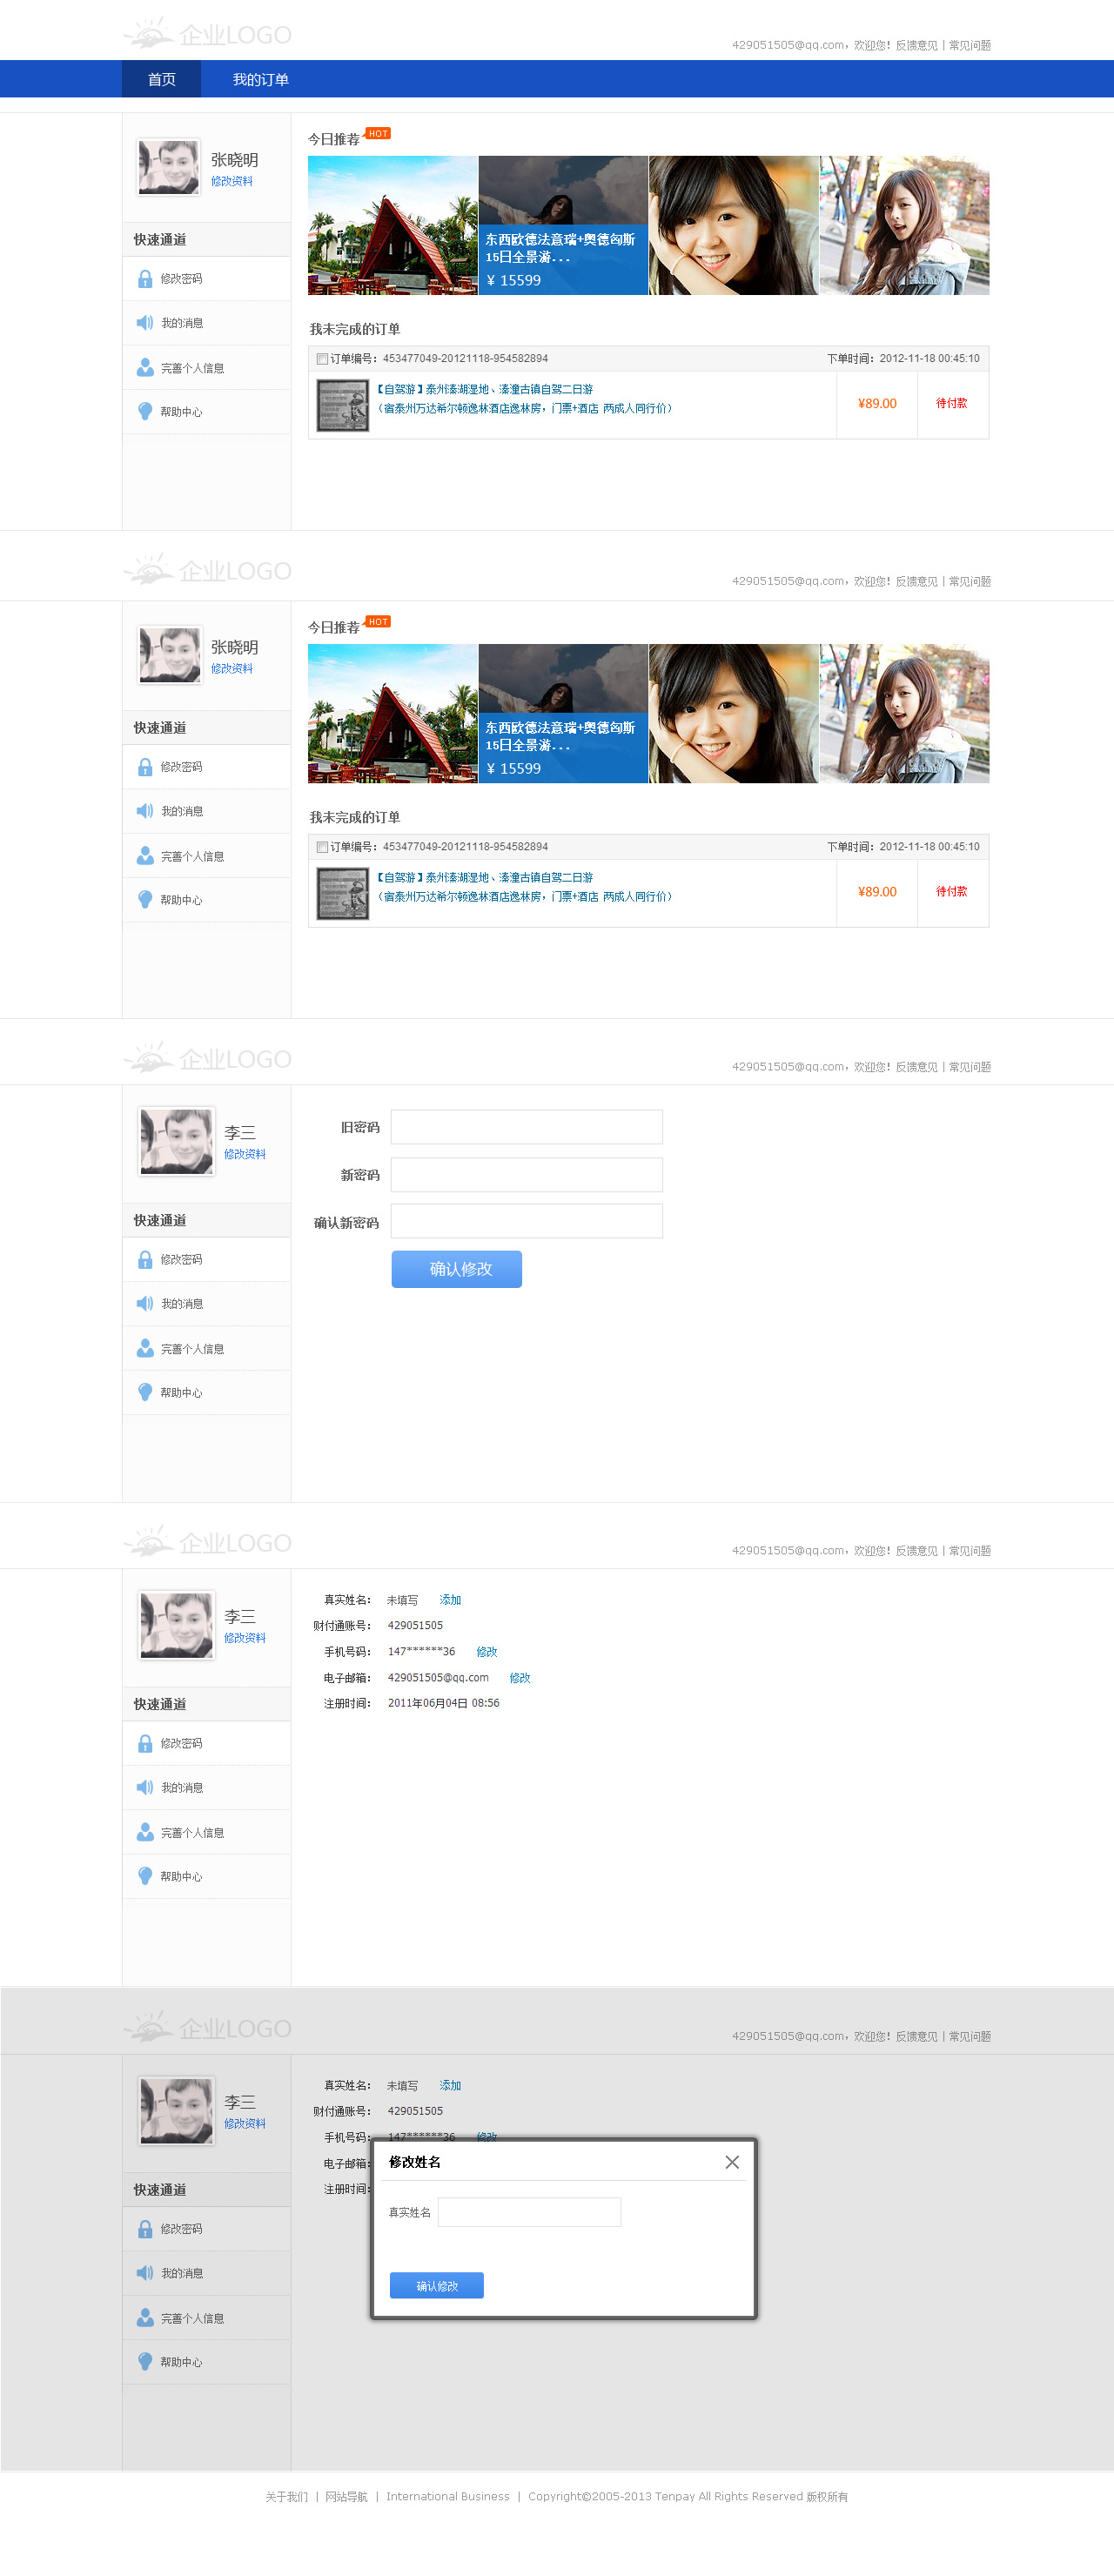 企业LOGO
429051505@qq.com，欢迎您！反馈意见 | 常见问题
首页 我的订单
张晓明
修改资料
快速通道
修改密码
我的消息
完善个人信息
帮助中心
今日推荐 HOT
东西欧德法意瑞+奥德匈斯
15日全景游...
¥ 15599
我未完成的订单
订单编号：453477049-20121118-954582894 下单时间：2012-11-18 00:45:10
【自驾游】泰州溱湖湿地、溱潼古镇自驾二日游
（宿泰州万达希尔顿逸林酒店逸林房，门票+酒店 两成人同行价）
¥89.00 待付款
企业LOGO
429051505@qq.com，欢迎您！反馈意见 | 常见问题
张晓明
修改资料
快速通道
修改密码
我的消息
完善个人信息
帮助中心
今日推荐 HOT
东西欧德法意瑞+奥德匈斯
15日全景游...
¥ 15599
我未完成的订单
订单编号：453477049-20121118-954582894 下单时间：2012-11-18 00:45:10
【自驾游】泰州溱湖湿地、溱潼古镇自驾二日游
（宿泰州万达希尔顿逸林酒店逸林房，门票+酒店 两成人同行价）
¥89.00 待付款
企业LOGO
429051505@qq.com，欢迎您！反馈意见 | 常见问题
李三
修改资料
快速通道
修改密码
我的消息
完善个人信息
帮助中心
旧密码
新密码
确认新密码
确认修改
企业LOGO
429051505@qq.com，欢迎您！反馈意见 | 常见问题
李三
修改资料
快速通道
修改密码
我的消息
完善个人信息
帮助中心
真实姓名： 未填写 添加
财付通账号： 429051505
手机号码： 147******36 修改
电子邮箱： 429051505@qq.com 修改
注册时间： 2011年06月04日 08:56
企业LOGO
429051505@qq.com，欢迎您！反馈意见 | 常见问题
李三
修改资料
快速通道
修改密码
我的消息
完善个人信息
帮助中心
真实姓名： 未填写 添加
财付通账号： 429051505
手机号码： 147******36 修改
电子邮箱：
注册时间：
修改姓名
真实姓名
确认修改
关于我们 | 网站导航 | International Business | Copyright©2005-2013 Tenpay All Rights Reserved 版权所有